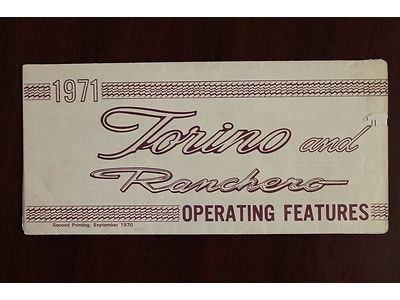 1971
Torino and
Ranchero
OPERATING FEATURES
Second Printing, September 1970